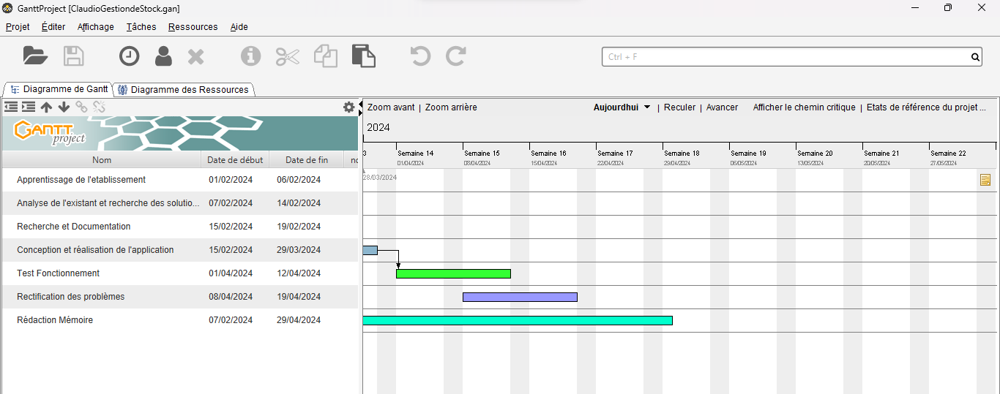 GanttProject [ClaudioGestiondeStock.gan]
Projet Éditer Affichage Tâches Ressources Aide
Ctrl + F
Diagramme de Gantt Diagramme des Ressources
Zoom avant | Zoom arrière Aujourdhui | Reculer | Avancer Afficher le chemin critique | Etats de référence du projet ...
GANTT project
2024
Nom Date de début Date de fin
3 Semaine 14 Semaine 15 Semaine 16 Semaine 17 Semaine 18 Semaine 19 Semaine 20 Semaine 21 Semaine 22
01/04/2024 08/04/2024 15/04/2024 22/04/2024 29/04/2024 06/05/2024 13/05/2024 20/05/2024 27/05/2024
28/03/2024
Apprentissage de l'etablissement 01/02/2024 06/02/2024
Analyse de l'existant et recherche des solutio... 07/02/2024 14/02/2024
Recherche et Documentation 15/02/2024 19/02/2024
Conception et réalisation de l'application 15/02/2024 29/03/2024
Test Fonctionnement 01/04/2024 12/04/2024
Rectification des problèmes 08/04/2024 19/04/2024
Rédaction Mémoire 07/02/2024 29/04/2024